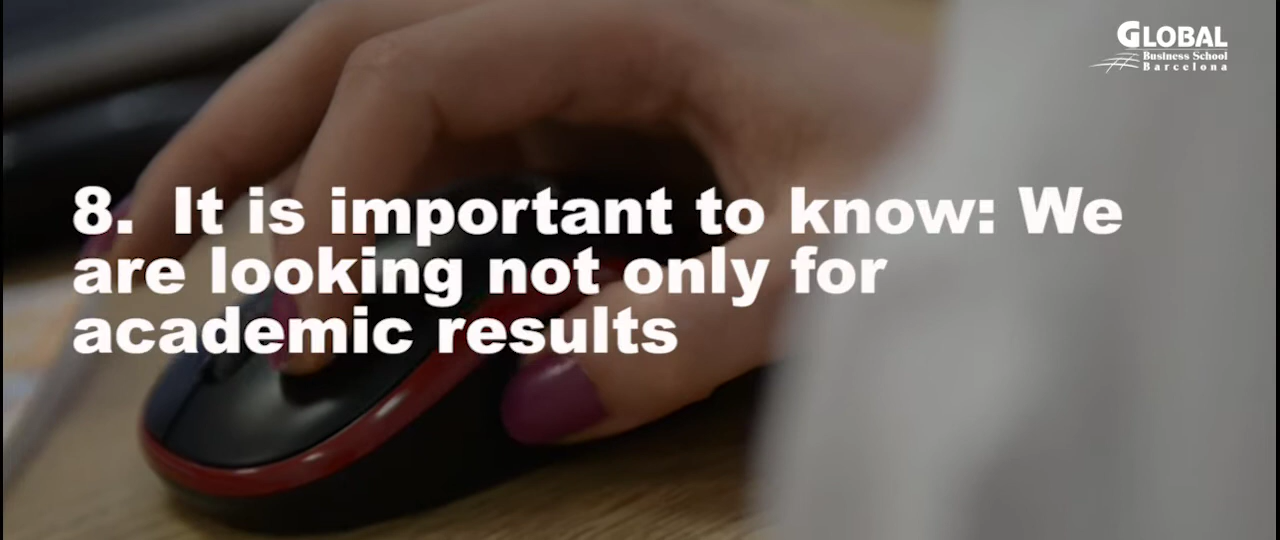 GLOBAL
Business School
Barcelona
8. It is important to know: We
are looking not only for
academic results